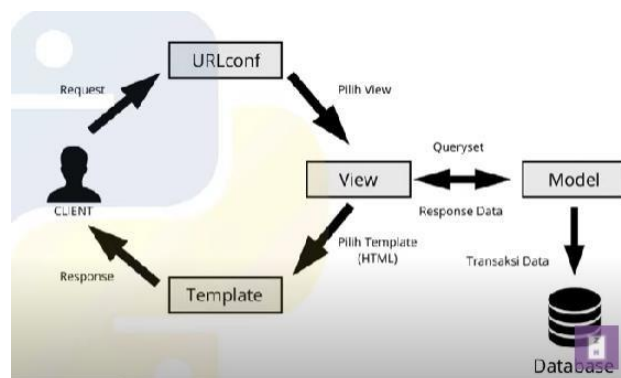 URLconf
Request
Pilih View
Queryset
View
Model
CLIENT
Response Data
Pilih Template
(HTML)
Response
Transaksi Data
Template
Database